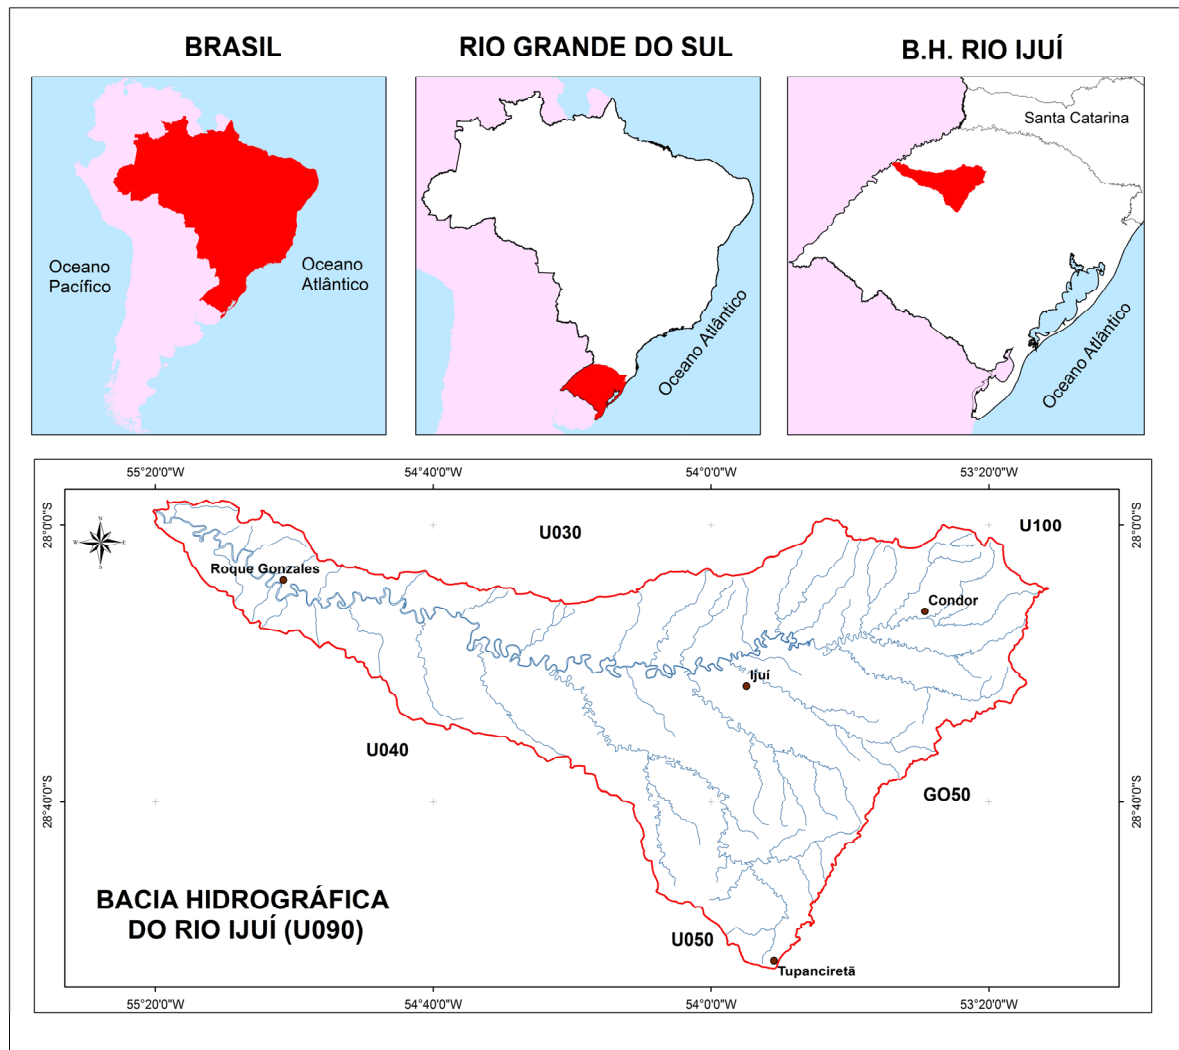 BRASIL
RIO GRANDE DO SUL
B.H. RIO IJUÍ
Oceano
Pacífico
Oceano
Atlântico
Oceano Atlântico
Santa Catarina
Oceano Atlântico
55°20'0"W
54°40'0"W
54°0'0"W
53°20'0"W
28°0'0"S
28°0'0"S
N
W
E
S
U030
U100
Roque Gonzales
Condor
Ijuí
U040
GO50
28°40'0"S
28°40'0"S
BACIA HIDROGRÁFICA
DO RIO IJUÍ (U090)
U050
Tupanciretã
55°20'0"W
54°40'0"W
54°0'0"W
53°20'0"W